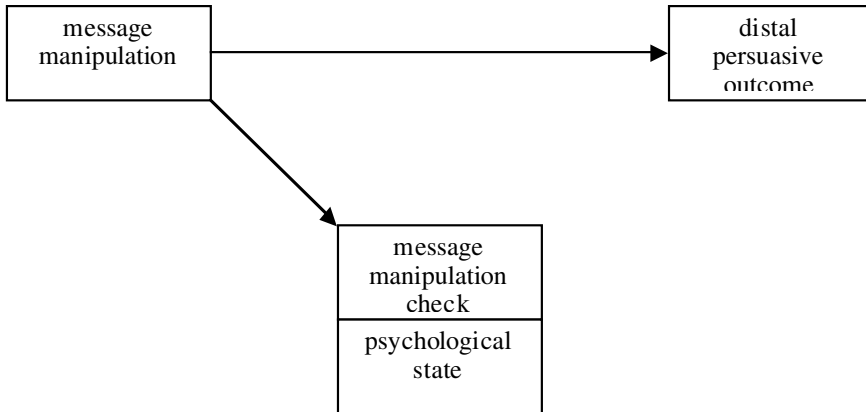 message
manipulation
distal
persuasive
outcome
message
manipulation
check
psychological
state